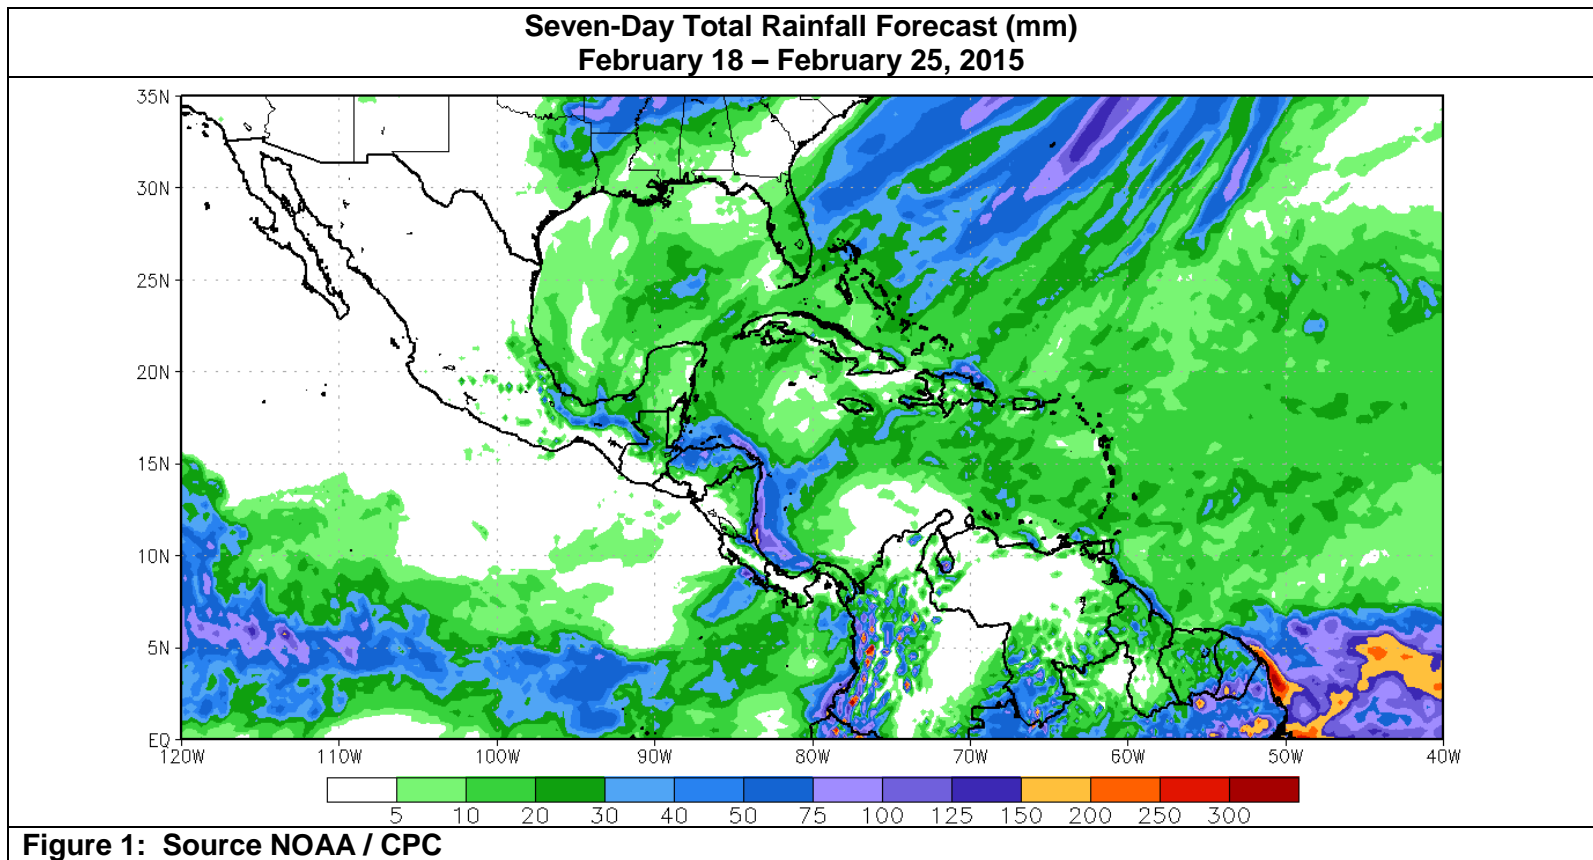 Seven-Day Total Rainfall Forecast (mm)
February 18 – February 25, 2015
35N
30N
25N
20N
15N
10N
5N
EQ
120W 110W 100W 90W 80W 70W 60W 50W 40W
5 10 20 30 40 50 75 100 125 150 200 250 300
Figure 1: Source NOAA / CPC